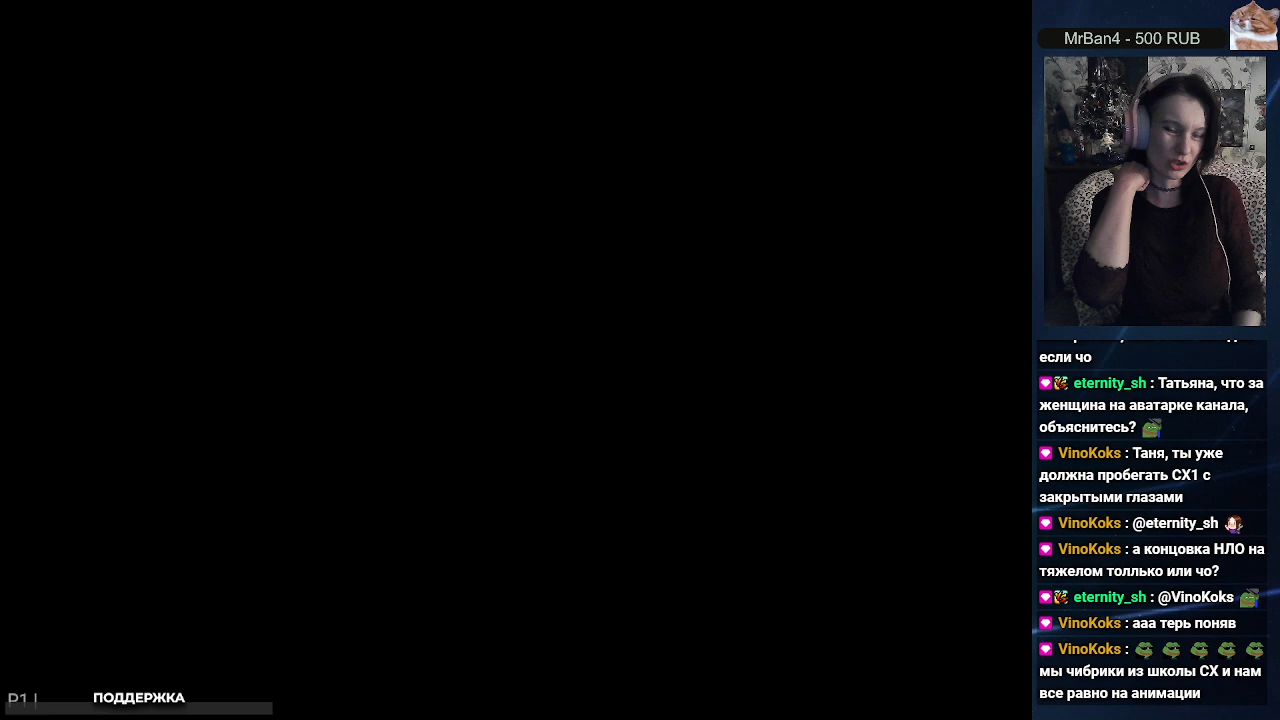 MrBan4 - 500 RUB
если чо
eternity_sh : Татьяна, что за
женщина на аватарке канала,
объяснитесь?
VinoKoks : Таня, ты уже
должна пробегать СХ1 с
закрытыми глазами
VinoKoks : @eternity_sh
VinoKoks : а концовка НЛО на
тяжелом толлько или чо?
eternity_sh : @VinoKoks
VinoKoks : ааа терь поняв
VinoKoks :
мы чибрики из школы СХ и нам
все равно на анимации
P1 |
ПОДДЕРЖКА